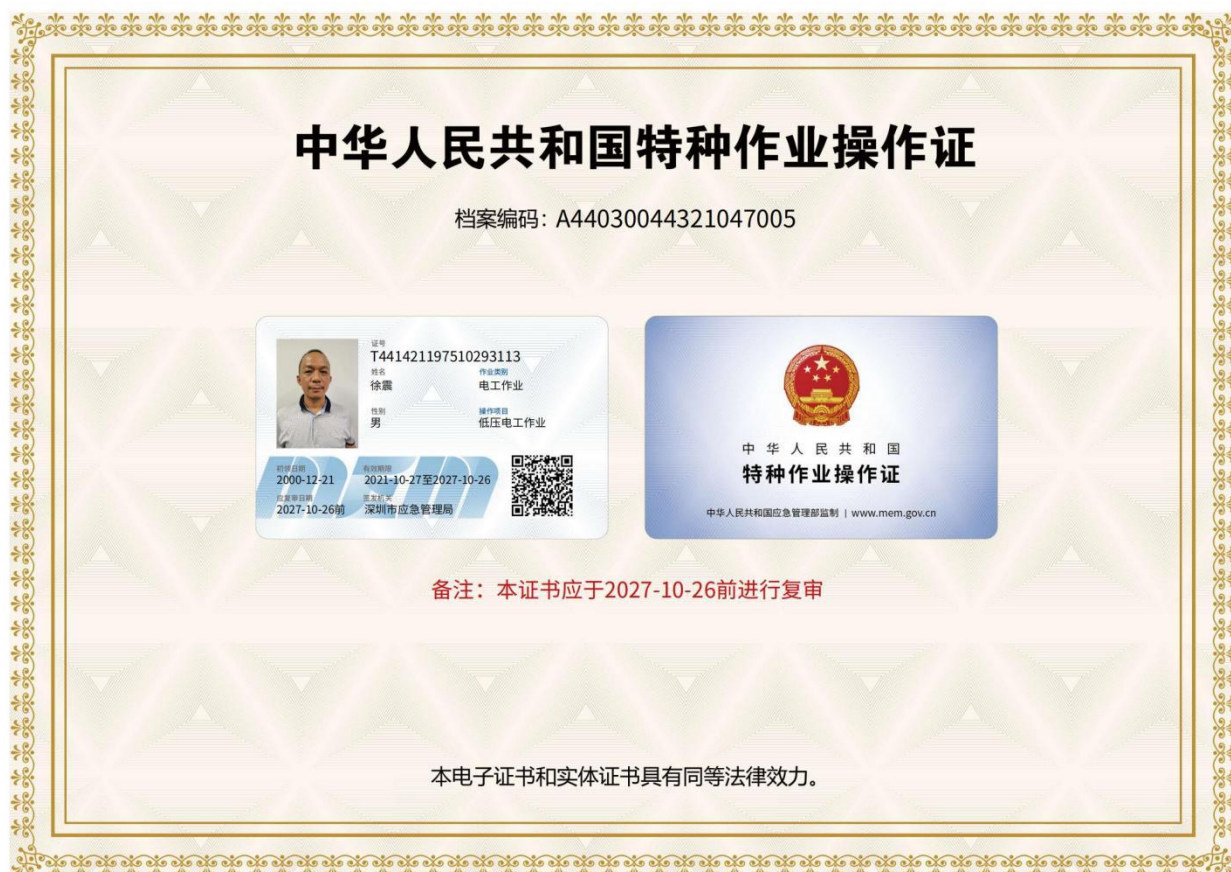 中华人民共和国特种作业操作证
档案编码：A44030044321047005
证号
T441421197510293113
姓名 作业类别
徐震 电工作业
性别 操作项目
男 低压电工作业
初领日期 有效期限
2000-12-21 2021-10-27至2027-10-26
应复审日期 签发机关
2027-10-26前 深圳市应急管理局
中华人民共和国
特种作业操作证
中华人民共和国应急管理部监制 | www.mem.gov.cn
备注：本证书应于2027-10-26前进行复审
本电子证书和实体证书具有同等法律效力。